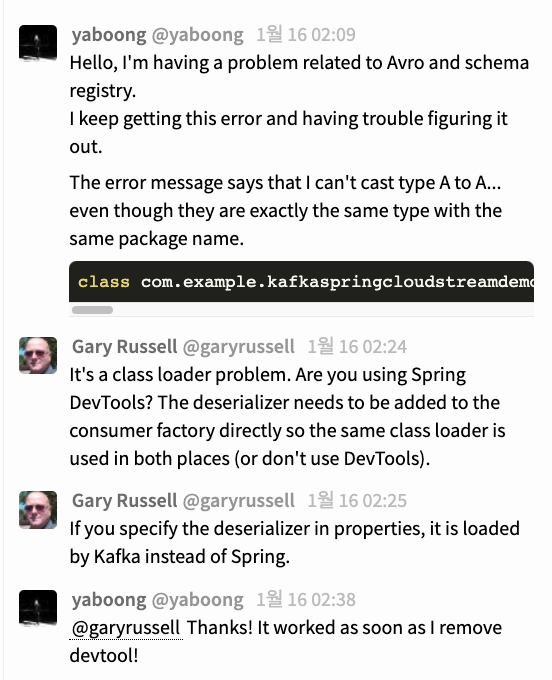 yaboong @yaboong 1월 16 02:09
Hello, I'm having a problem related to Avro and schema
registry.
I keep getting this error and having trouble figuring it
out.
The error message says that I can't cast type A to A...
even though they are exactly the same type with the
same package name.
class com.example.kafkaspringcloudstreamdemo
Gary Russell @garyrussell 1월 16 02:24
It's a class loader problem. Are you using Spring
DevTools? The deserializer needs to be added to the
consumer factory directly so the same class loader is
used in both places (or don't use DevTools).
Gary Russell @garyrussell 1월 16 02:25
If you specify the deserializer in properties, it is loaded
by Kafka instead of Spring.
yaboong @yaboong 1월 16 02:38
@garyrussell Thanks! It worked as soon as I remove
devtool!